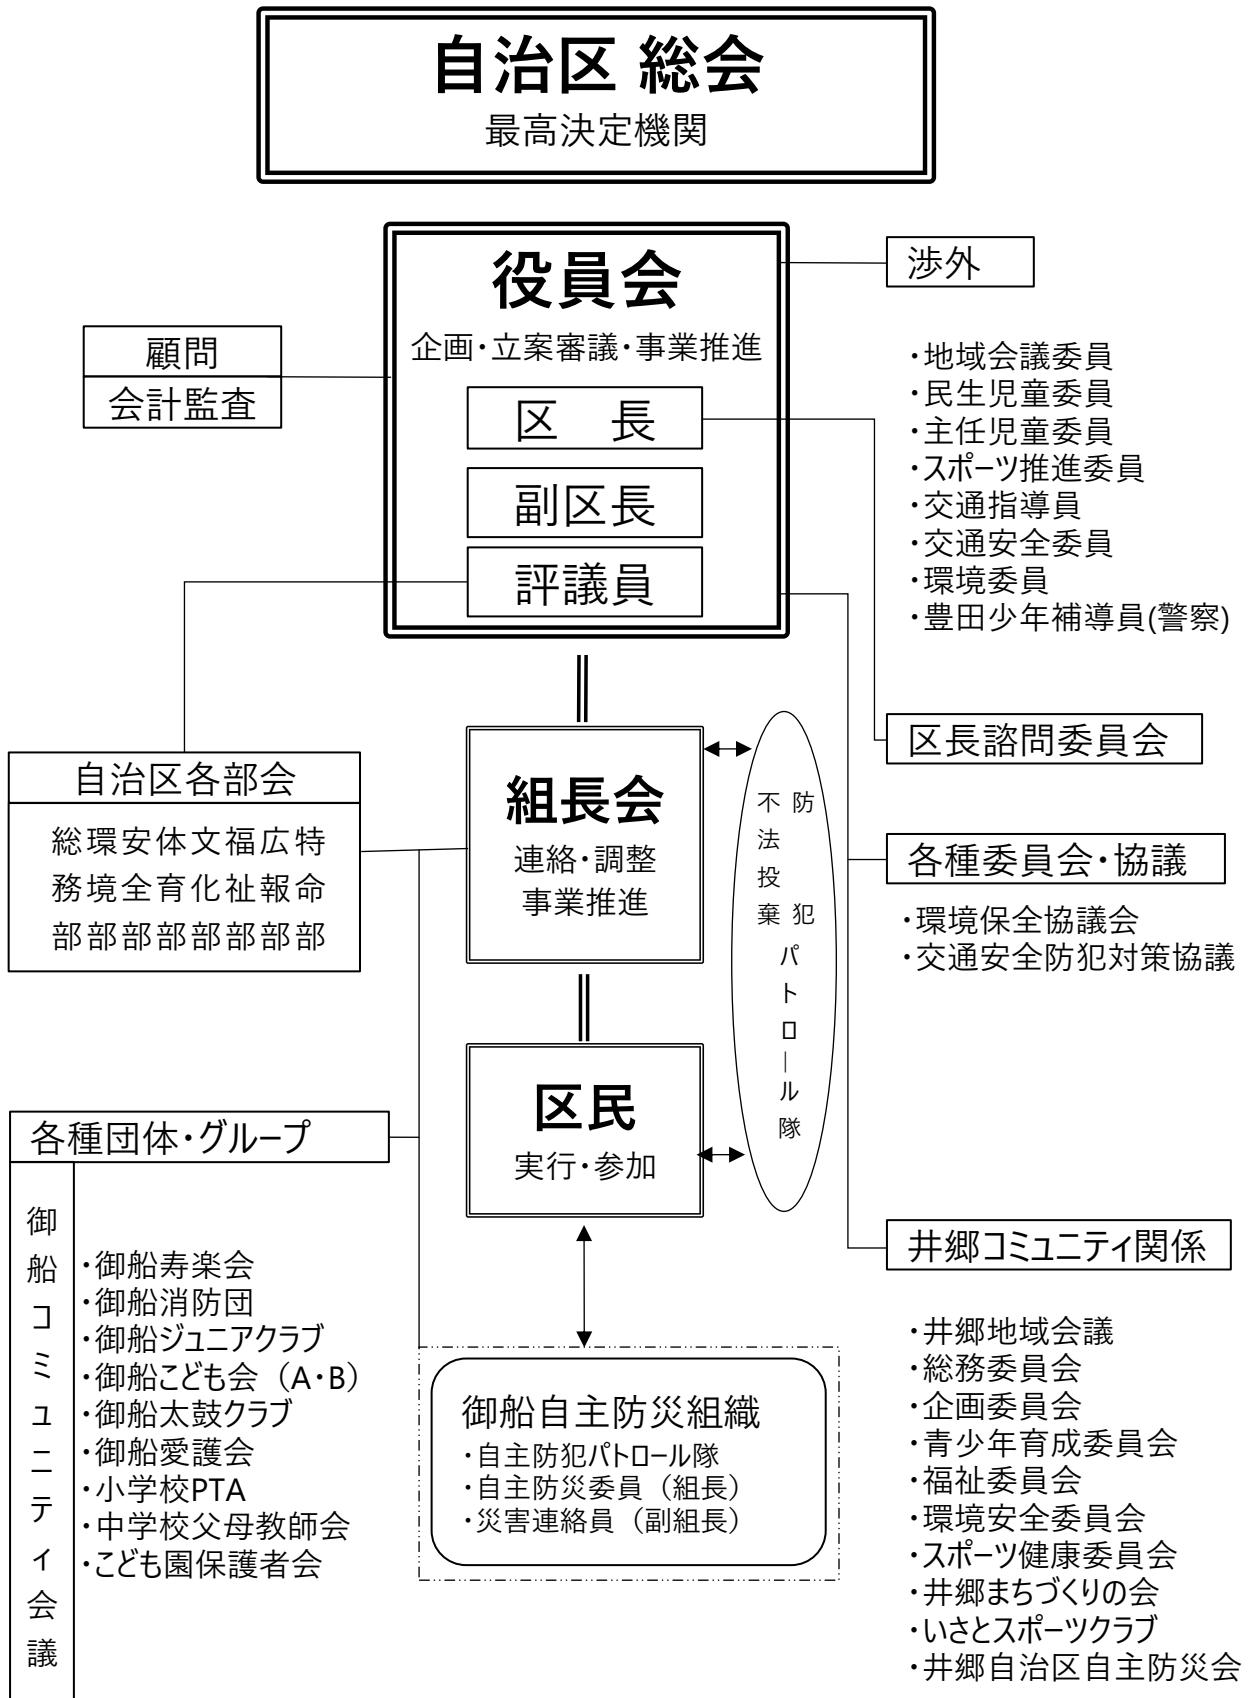 自治区 総会
最高決定機関
役員会
企画・立案審議・事業推進
区　長
副区長
評議員
顧問
会計監査
渉外
・地域会議委員
・民生児童委員
・主任児童委員
・スポーツ推進委員
・交通指導員
・交通安全委員
・環境委員
・豊田少年補導員(警察)
区長諮問委員会
自治区各部会
総環安体文福広特
務境全育化祉報命
部部部部部部部部
組長会
連絡・調整
事業推進
不法投棄
防犯
パトロール隊
各種委員会・協議
・環境保全協議会
・交通安全防犯対策協議
区民
実行・参加
各種団体・グループ
御船コミュニティ会議
・御船寿楽会
・御船消防団
・御船ジュニアクラブ
・御船こども会（A・B）
・御船太鼓クラブ
・御船愛護会
・小学校PTA
・中学校父母教師会
・こども園保護者会
御船自主防災組織
・自主防犯パトロール隊
・自主防災委員（組長）
・災害連絡員（副組長）
井郷コミュニティ関係
・井郷地域会議
・総務委員会
・企画委員会
・青少年育成委員会
・福祉委員会
・環境安全委員会
・スポーツ健康委員会
・井郷まちづくりの会
・いさとスポーツクラブ
・井郷自治区自主防災会